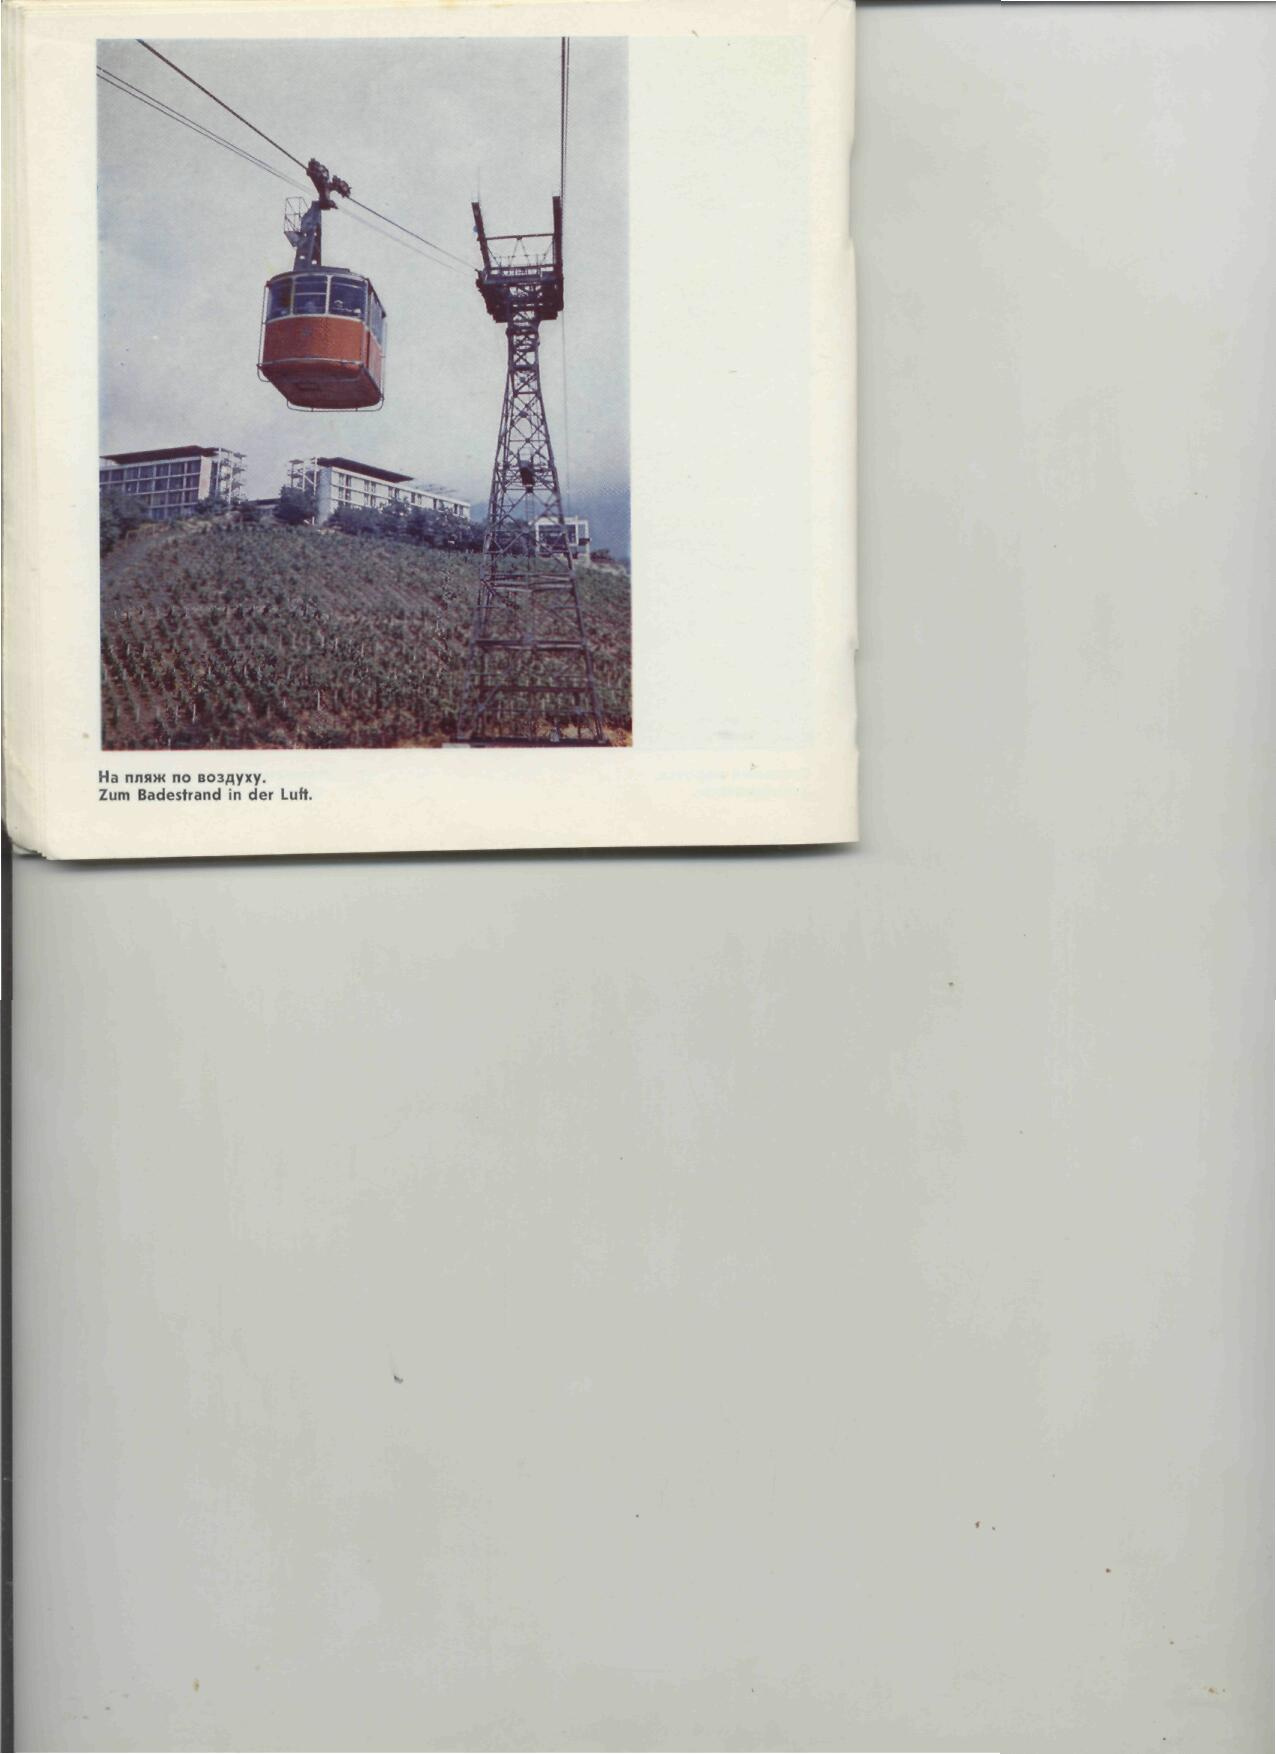 На пляж по воздуху.
Zum Badestrand in der Luft.